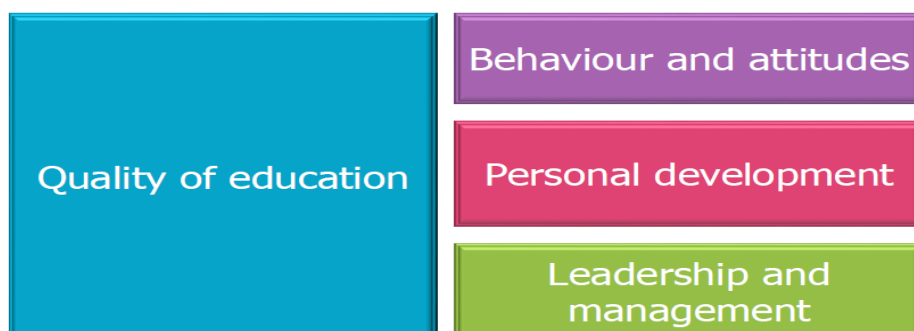 Quality of education
Behaviour and attitudes
Personal development
Leadership and
management